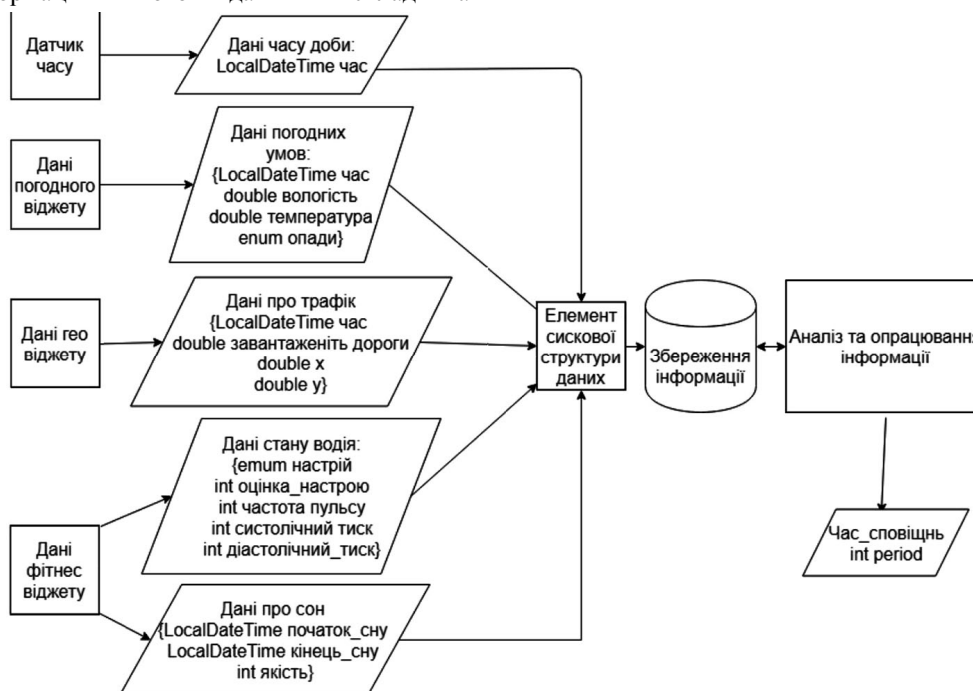 Датчик
часу
Дані часу доби:
LocalDateTime час
Дані
погодного
віджету
Дані погодних
умов:
{LocalDateTime час
double вологість
double температура
enum опади}
Дані гео
віджету
Дані про трафік
{LocalDateTime час
double завантаженіть дороги
double x
double y}
Елемент
сискової
структури
даних
Збереження
інформації
Аналіз та опрацювання
інформації
Дані
фітнес
віджету
Дані стану водія:
{emum настрій
int оцінка_настрою
int частота пульсу
int систолічний тиск
int діастолічний_тиск}
Дані про сон
{LocalDateTime початок_сну
LocalDateTime кінець_сну
int якість}
Час_сповіщнь
int period